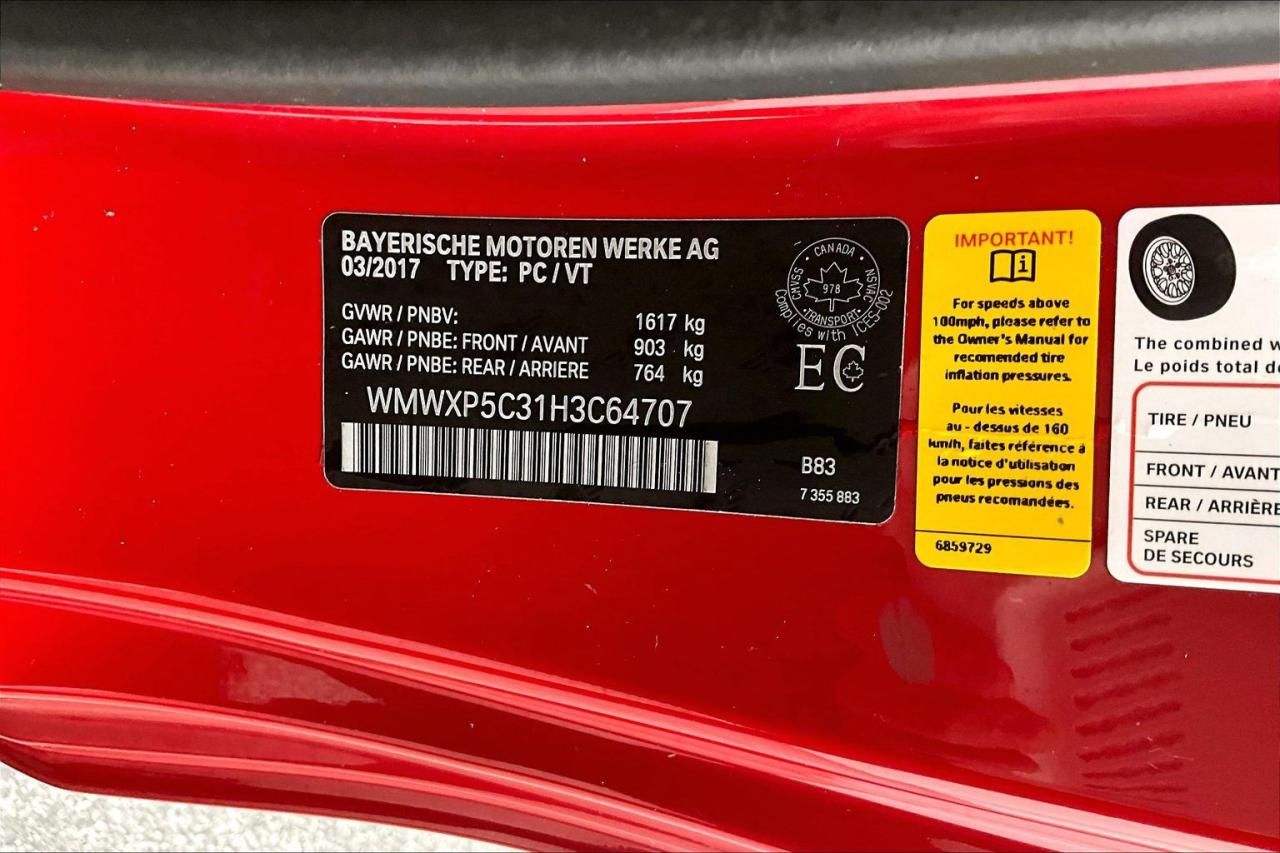 BAYERISCHE MOTOREN WERKE AG
03/2017 TYPE: PC / VT
GVWR / PNBV: 1617 kg
GAWR / PNBE: FRONT / AVANT 903 kg
GAWR / PNBE: REAR / ARRIERE 764 kg
WMWXP5C31H3C64707
CANADA
CMVSS
NSVAC
978
TRANSPORT
Complies with ICES-002
EC
B83
7 355 883
IMPORTANT!
i
For speeds above
100mph, please refer to
the Owner's Manual for
recomended tire
inflation pressures.
Pour les vitesses
au - dessus de 160
km/h, faites référence à
la notice d'utilisation
pour les pressions des
pneus recomandées.
6859729
The combined
Le poids total
TIRE / PNEU
FRONT / AVANT
REAR / ARRIÈRE
SPARE
DE SECOURS